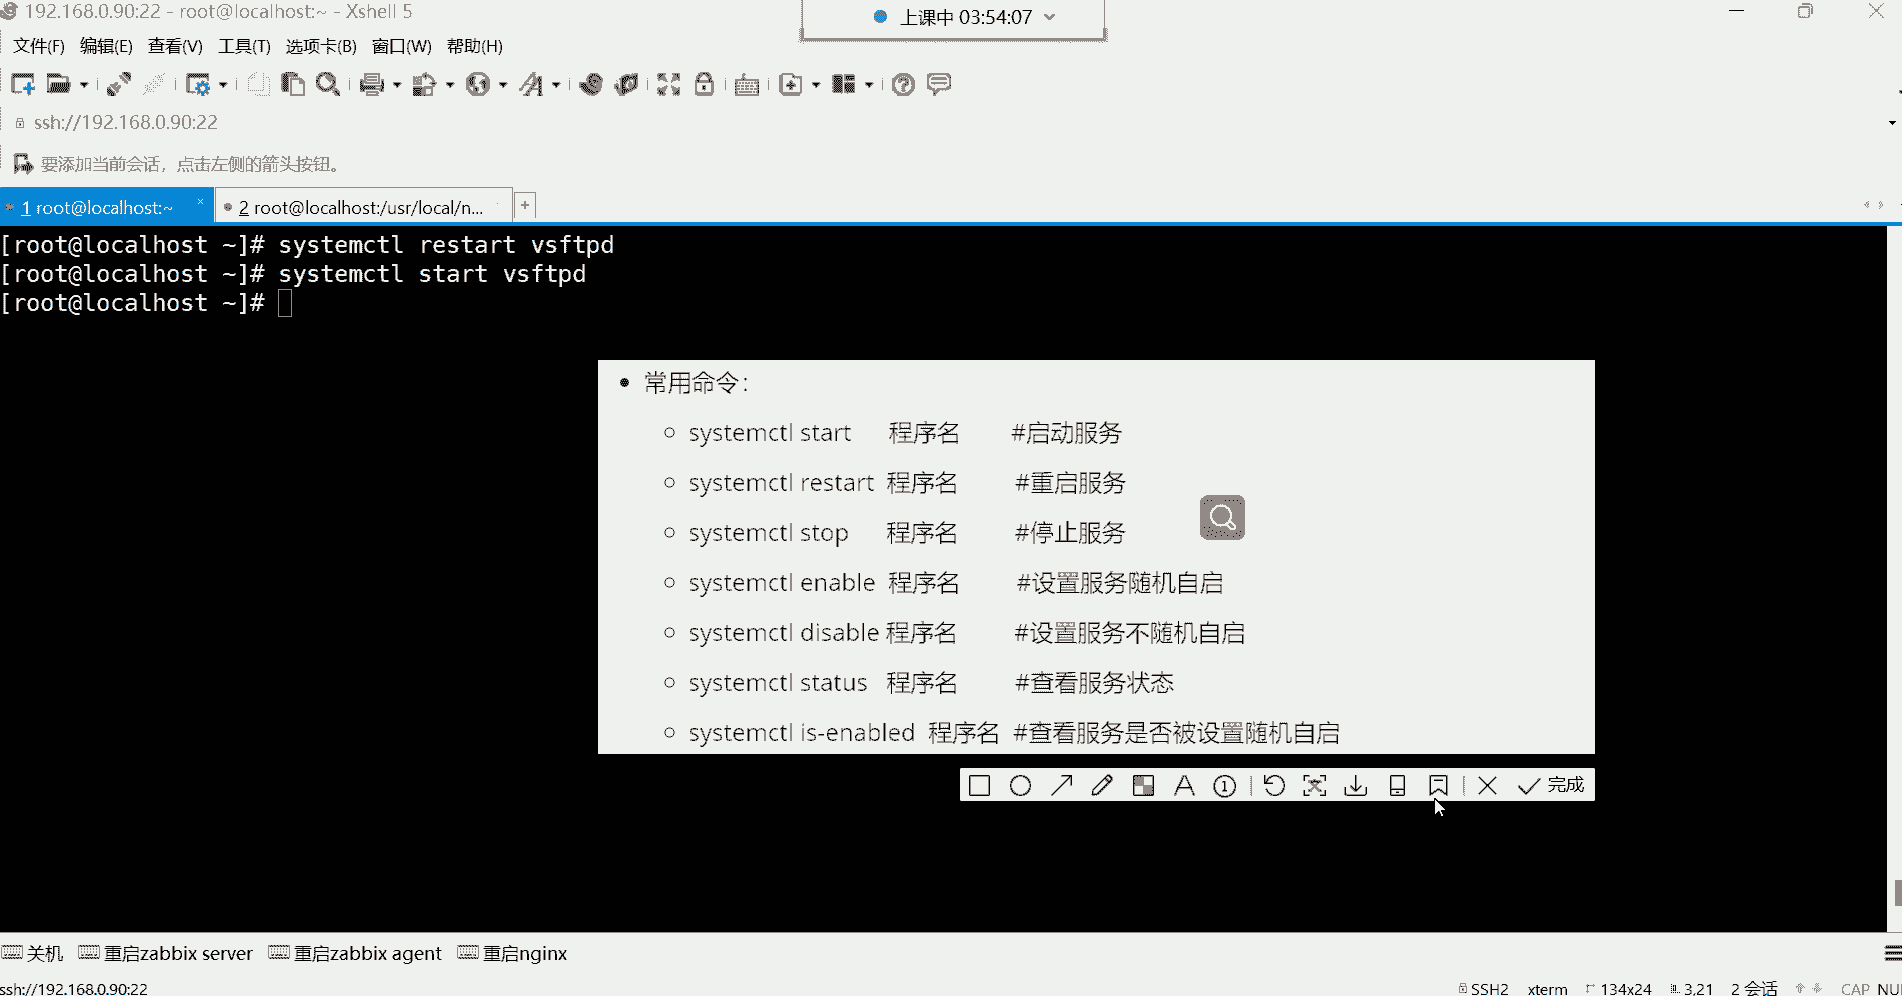 192.168.0.90:22 - root@localhost:~ - Xshell 5
上课中 03:54:07
文件(F) 编辑(E) 查看(V) 工具(T) 选项卡(B) 窗口(W) 帮助(H)
ssh://192.168.0.90:22
要添加当前会话，点击左侧的箭头按钮。
1 root@localhost:~ × 2 root@localhost:/usr/local/n... +
[root@localhost ~]# systemctl restart vsftpd
[root@localhost ~]# systemctl start vsftpd
[root@localhost ~]#
• 常用命令：
○ systemctl start 程序名 #启动服务
○ systemctl restart 程序名 #重启服务
○ systemctl stop 程序名 #停止服务
○ systemctl enable 程序名 #设置服务随机自启
○ systemctl disable 程序名 #设置服务不随机自启
○ systemctl status 程序名 #查看服务状态
○ systemctl is-enabled 程序名 #查看服务是否被设置随机自启
完成
关机 重启zabbix server 重启zabbix agent 重启nginx
ssh://192.168.0.90:22 SSH2 xterm 134x24 3,21 2 会话 CAP NU